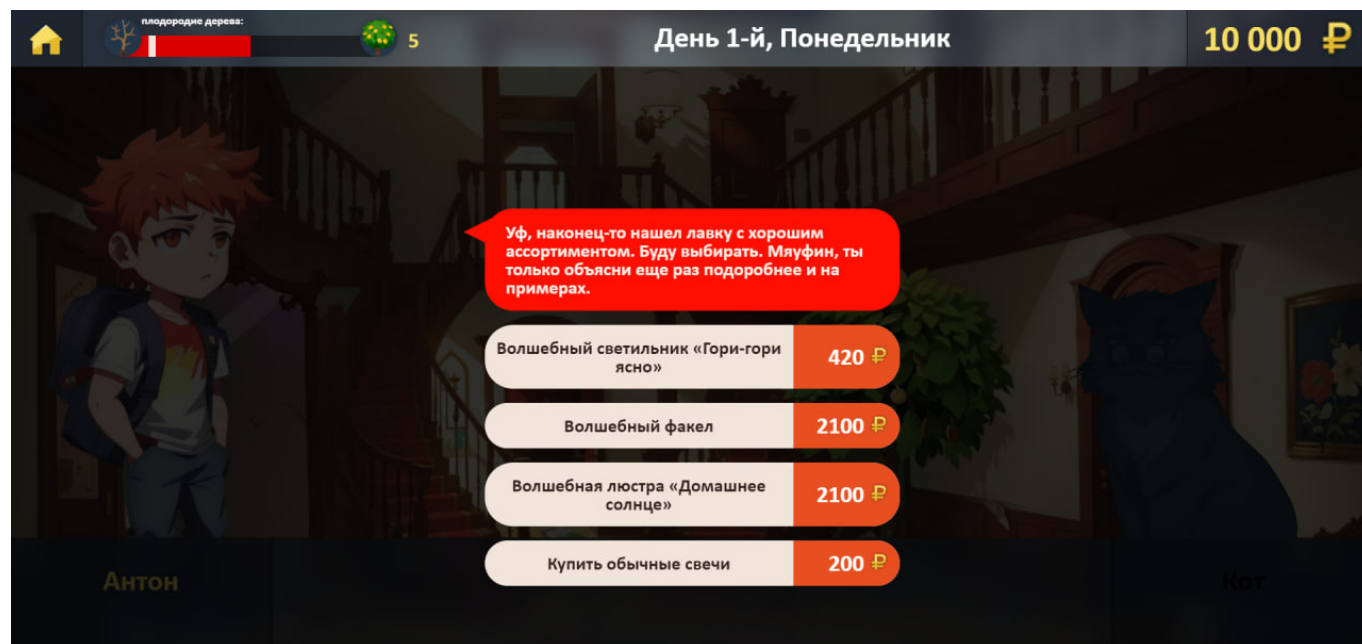 плодородие дерева:
5
День 1-й, Понедельник
10 000 ₽
Уф, наконец-то нашел лавку с хорошим
ассортиментом. Буду выбирать. Мяуфин, ты
только объясни еще раз подоробнее и на
примерах.
Волшебный светильник «Гори-гори
ясно»
420 ₽
Волшебный факел
2100 ₽
Волшебная люстра «Домашнее
солнце»
2100 ₽
Купить обычные свечи
200 ₽
Антон
Кот